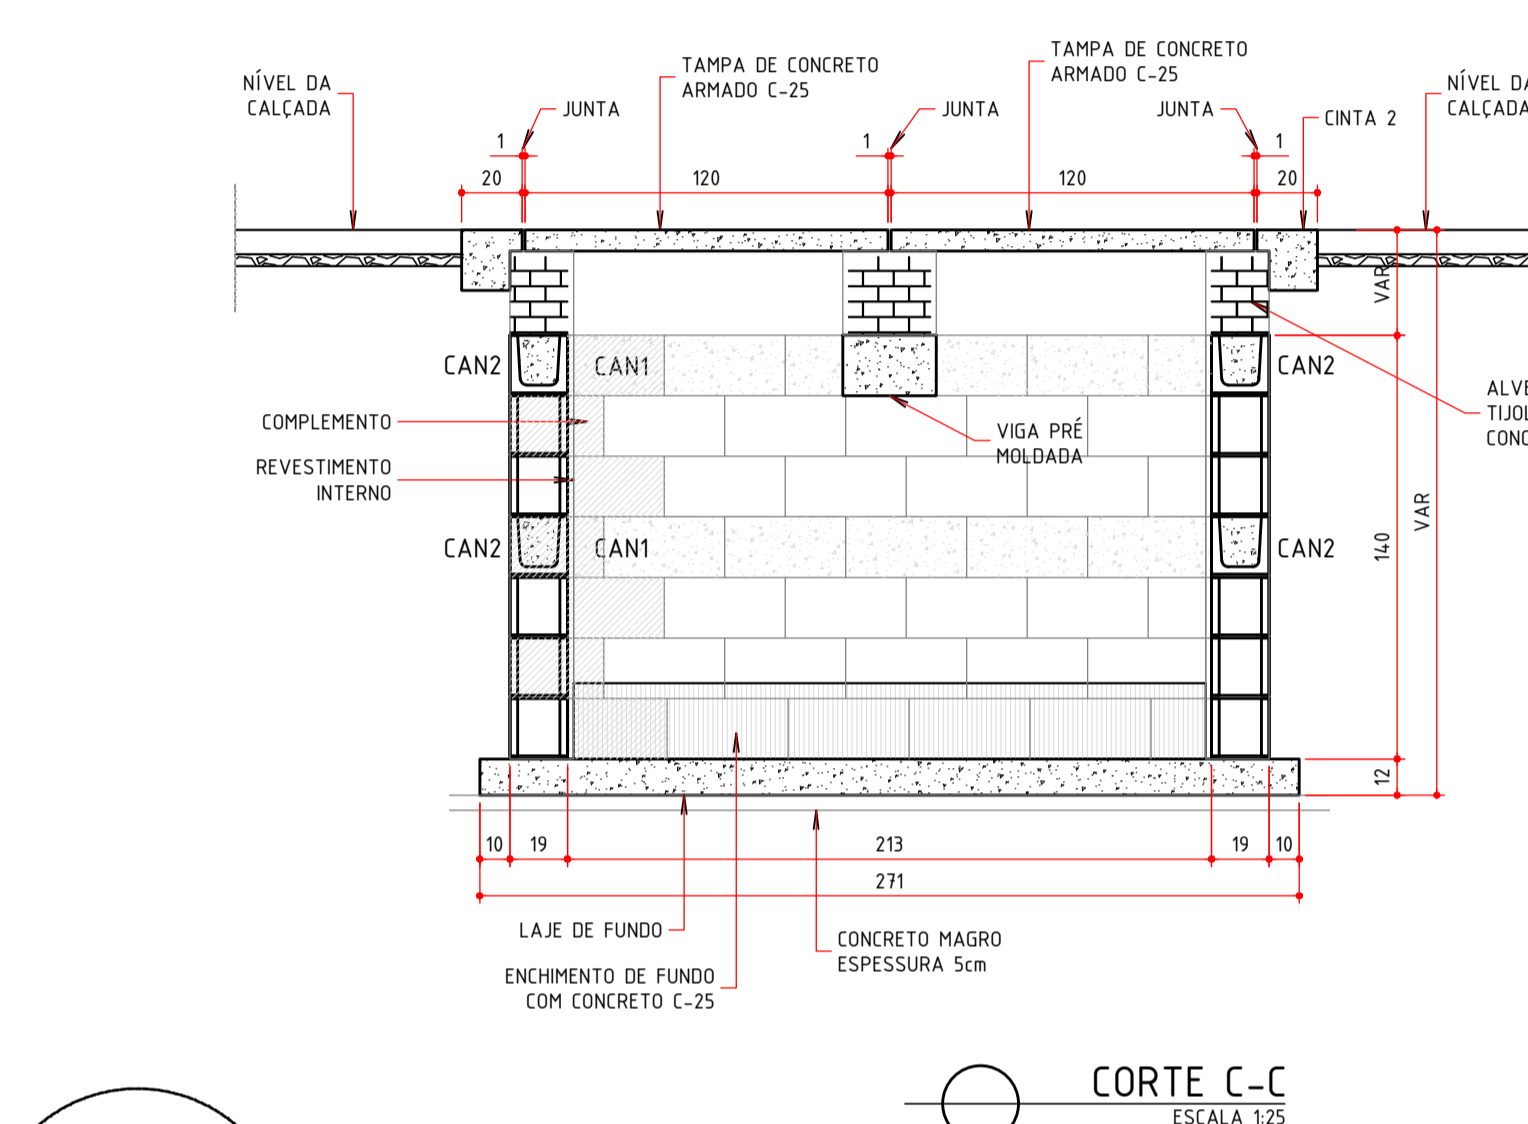 NÍVEL DA
CALÇADA
JUNTA
TAMPA DE CONCRETO
ARMADO C-25
JUNTA
TAMPA DE CONCRETO
ARMADO C-25
JUNTA
CINTA 2
NÍVEL DA
CALÇADA
1
1
1
20
120
120
20
VAR
CAN2
CAN1
CAN2
COMPLEMENTO
VIGA PRÉ
MOLDADA
ALVE
TIJOL
CONC
REVESTIMENTO
INTERNO
CAN2
CAN1
CAN2
140
VAR
12
10
19
213
19
10
271
LAJE DE FUNDO
CONCRETO MAGRO
ESPESSURA 5cm
ENCHIMENTO DE FUNDO
COM CONCRETO C-25
CORTE C-C
ESCALA 1:25